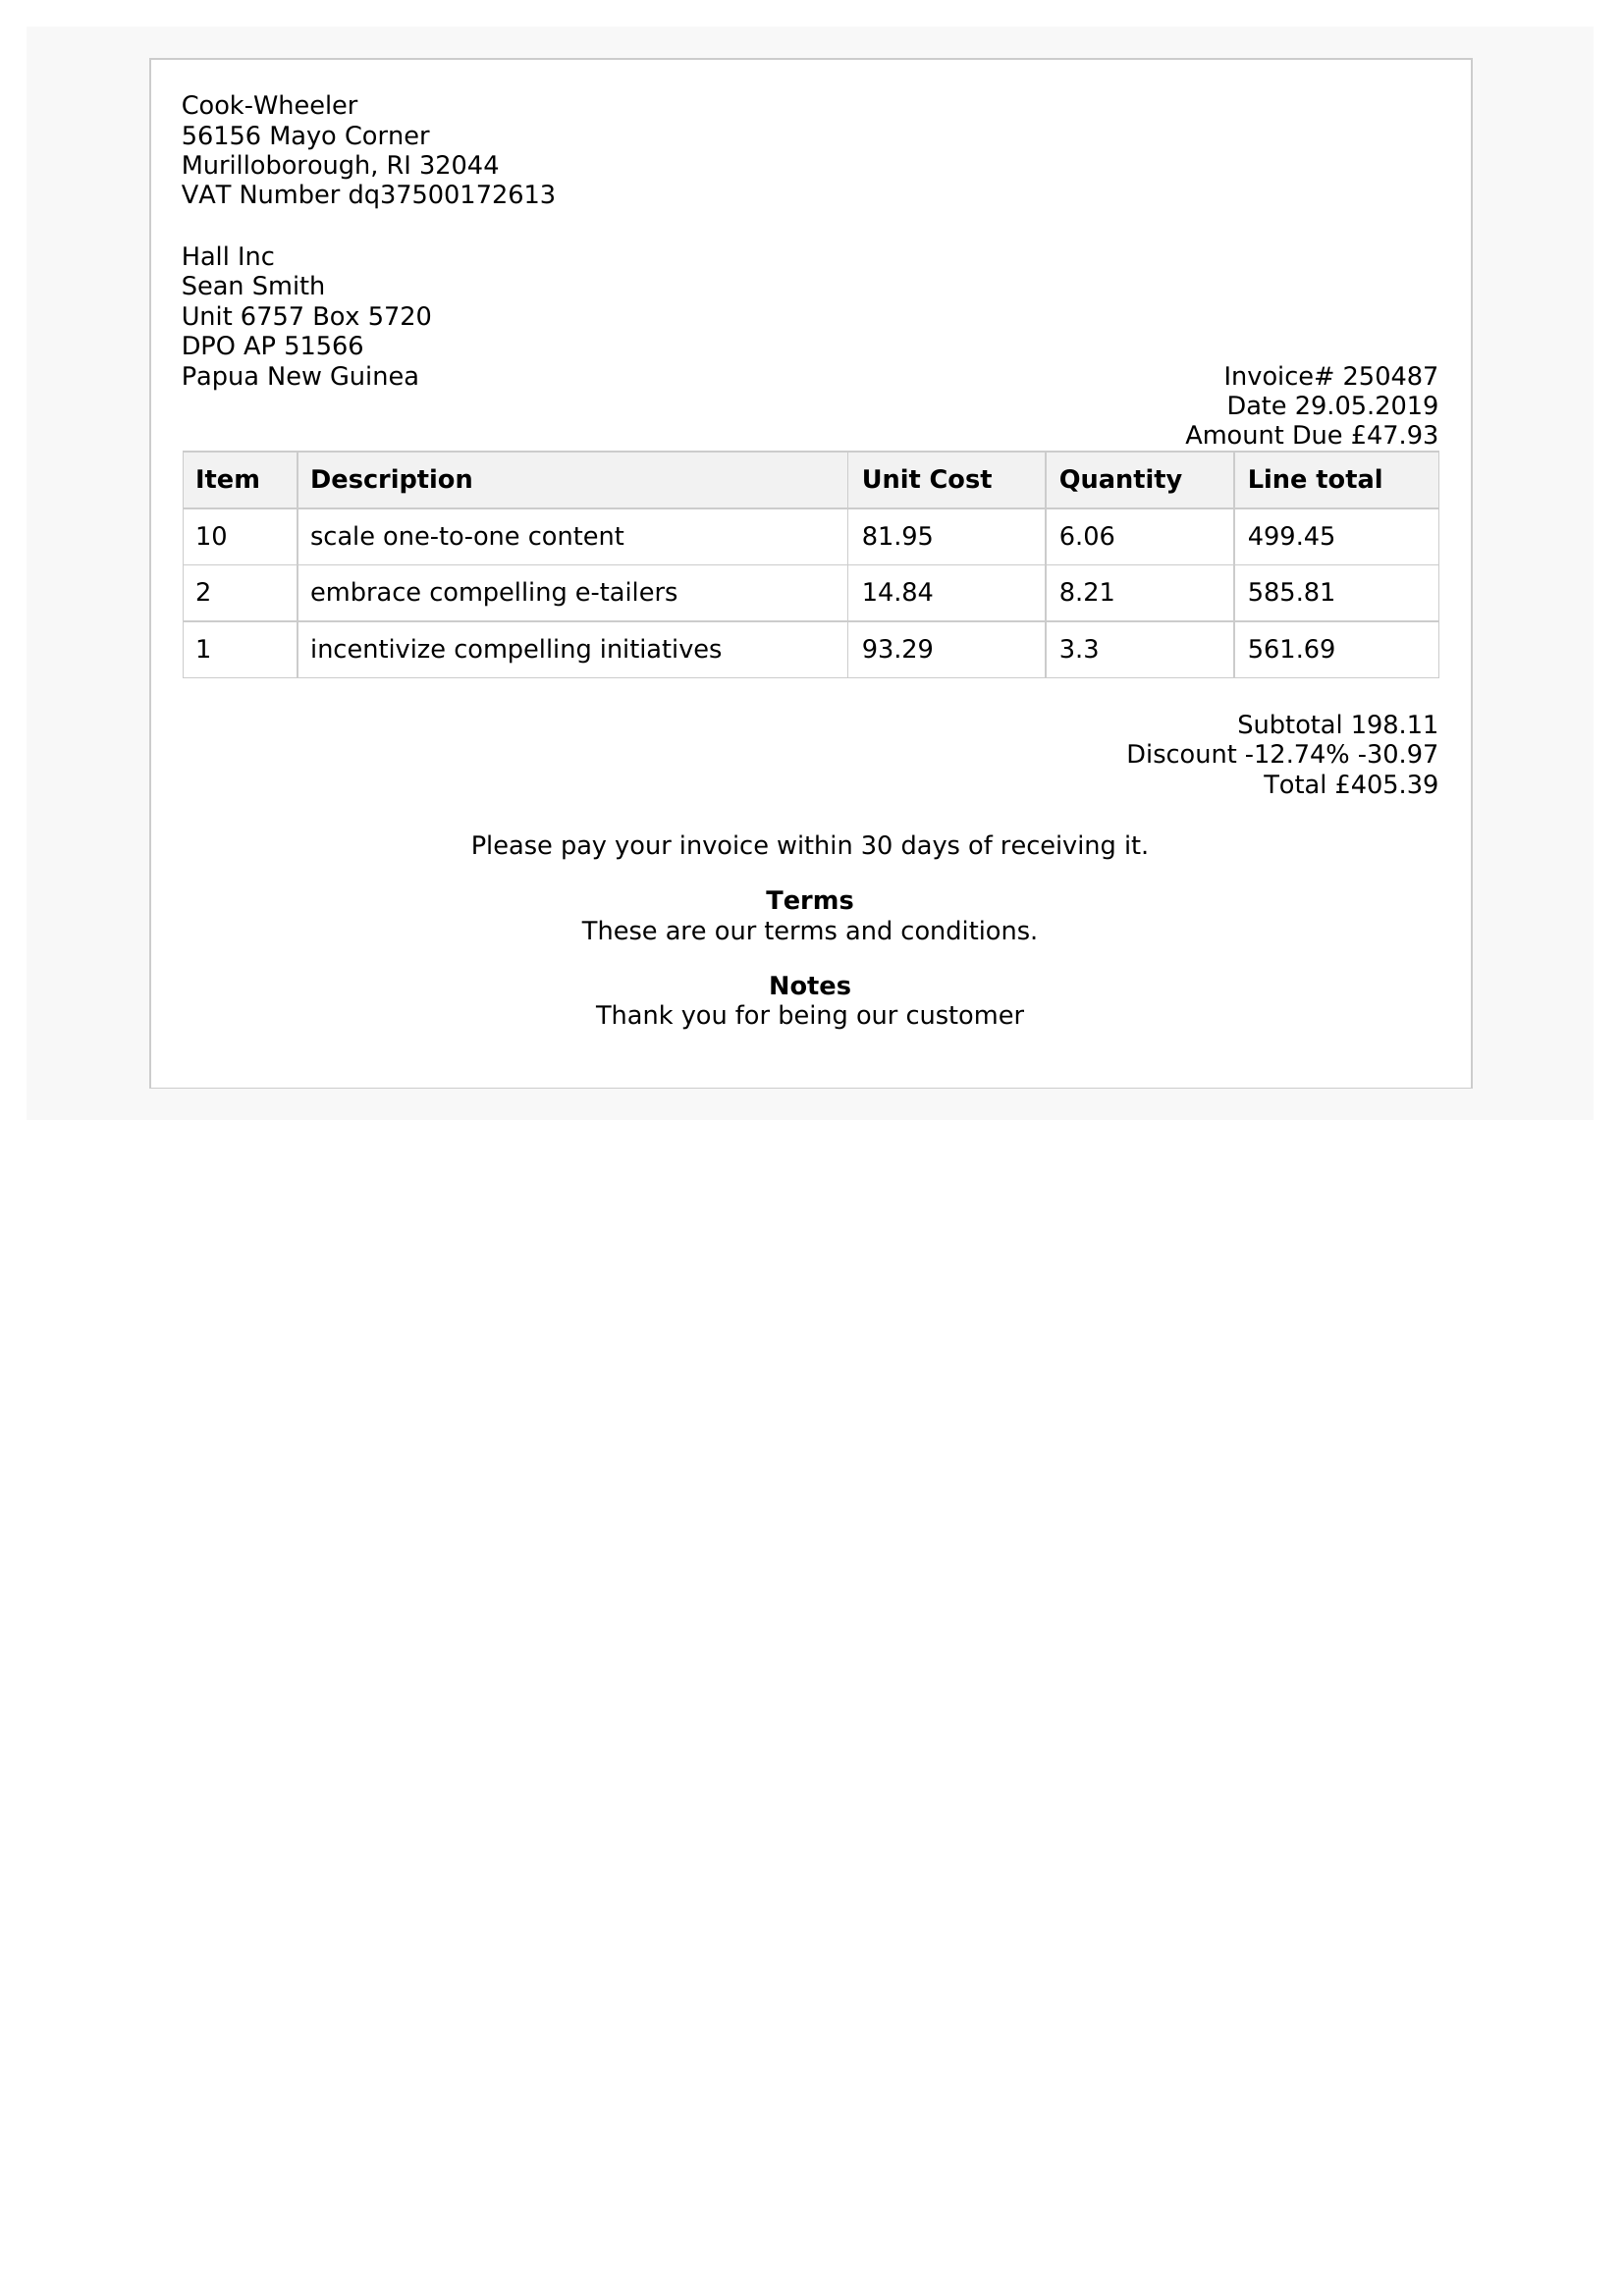 Cook-Wheeler
56156 Mayo Corner
Murilloborough, RI 32044
VAT Number dq37500172613
Hall Inc
Sean Smith
Unit 6757 Box 5720
DPO AP 51566
Papua New Guinea
Invoice# 250487
Date 29.05.2019
Amount Due £47.93
Item Description Unit Cost Quantity Line total
10 scale one-to-one content 81.95 6.06 499.45
2 embrace compelling e-tailers 14.84 8.21 585.81
1 incentivize compelling initiatives 93.29 3.3 561.69
Subtotal 198.11
Discount -12.74% -30.97
Total £405.39
Please pay your invoice within 30 days of receiving it.
Terms
These are our terms and conditions.
Notes
Thank you for being our customer